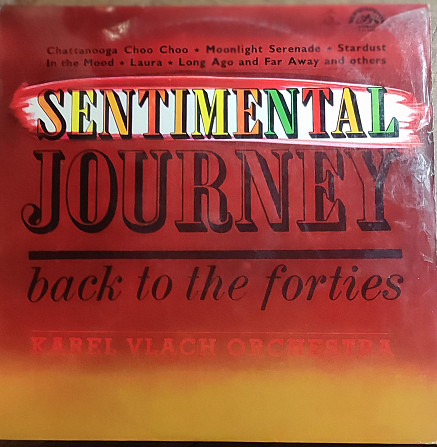 Chattanooga Choo Choo • Moonlight Serenade • Stardust
In the Mood • Laura • Long Ago and Far Away and others
SENTIMENTAL
JOURNEY
back to the forties
KAREL VLACH ORCHESTRA